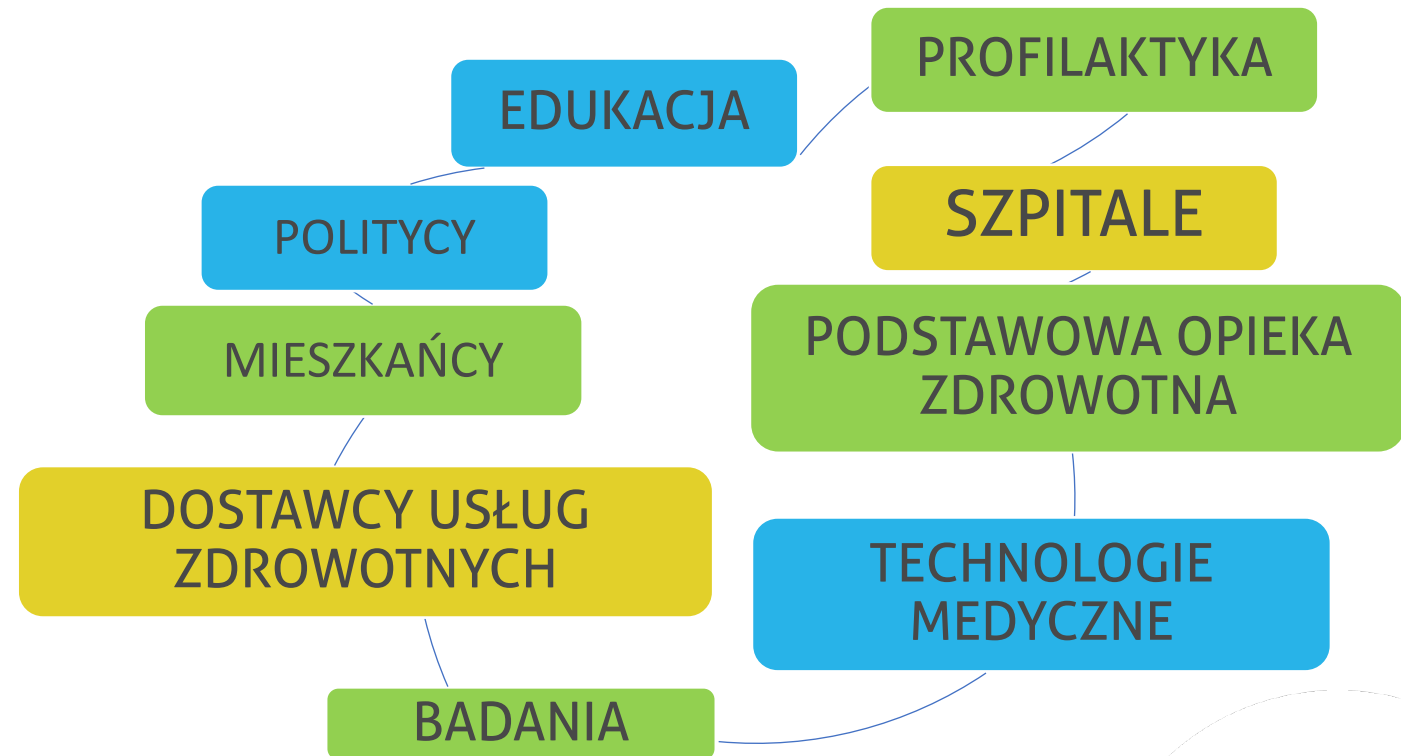 PROFILAKTYKA
EDUKACJA
SZPITALE
POLITYCY
PODSTAWOWA OPIEKA
ZDROWOTNA
MIESZKAŃCY
DOSTAWCY USŁUG
ZDROWOTNYCH
TECHNOLOGIE
MEDYCZNE
BADANIA